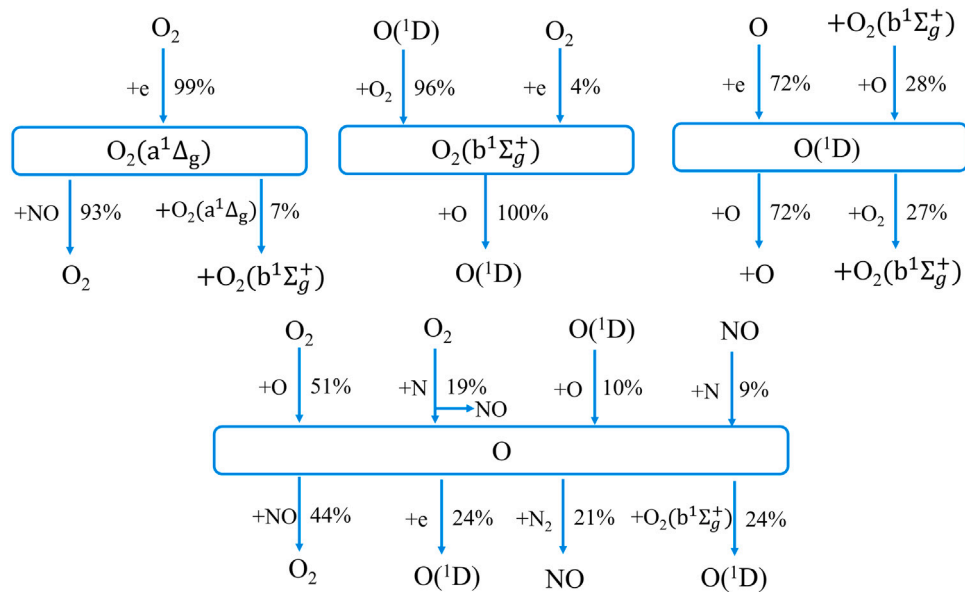 O₂ O(¹D) O₂ O +O₂(b¹Σg⁺)
+e 99% +O₂ 96% +e 4% +e 72% +O 28%
O₂(a¹Δg) O₂(b¹Σg⁺) O(¹D)
+NO 93% +O₂(a¹Δg) 7% +O 100% +O 72% +O₂ 27%
O₂ +O₂(b¹Σg⁺) O(¹D) +O +O₂(b¹Σg⁺)
O₂ O₂ O(¹D) NO
+O 51% +N 19% +O 10% +N 9%
NO
O
+NO 44% +e 24% +N₂ 21% +O₂(b¹Σg⁺) 24%
O₂ O(¹D) NO O(¹D)